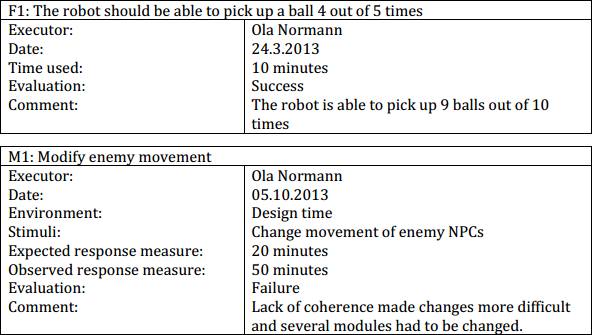 F1: The robot should be able to pick up a ball 4 out of 5 times
Executor: Ola Normann
Date: 24.3.2013
Time used: 10 minutes
Evaluation: Success
Comment: The robot is able to pick up 9 balls out of 10
times
M1: Modify enemy movement
Executor: Ola Normann
Date: 05.10.2013
Environment: Design time
Stimuli: Change movement of enemy NPCs
Expected response measure: 20 minutes
Observed response measure: 50 minutes
Evaluation: Failure
Comment: Lack of coherence made changes more difficult
and several modules had to be changed.